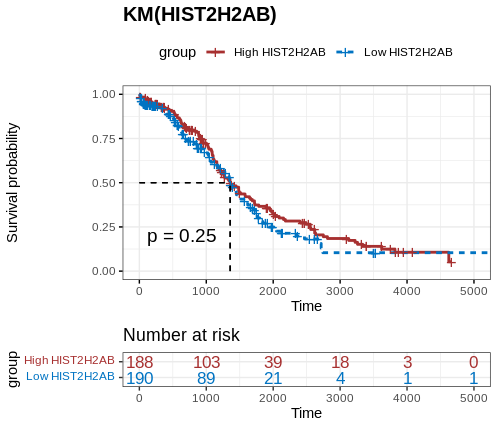 KM(HIST2H2AB)
group High HIST2H2AB Low HIST2H2AB
Survival probability
1.00
0.75
0.50
0.25
0.00
p = 0.25
0 1000 2000 3000 4000 5000
Time
Number at risk
group
High HIST2H2AB 188 103 39 18 3 0
Low HIST2H2AB 190 89 21 4 1 1
0 1000 2000 3000 4000 5000
Time